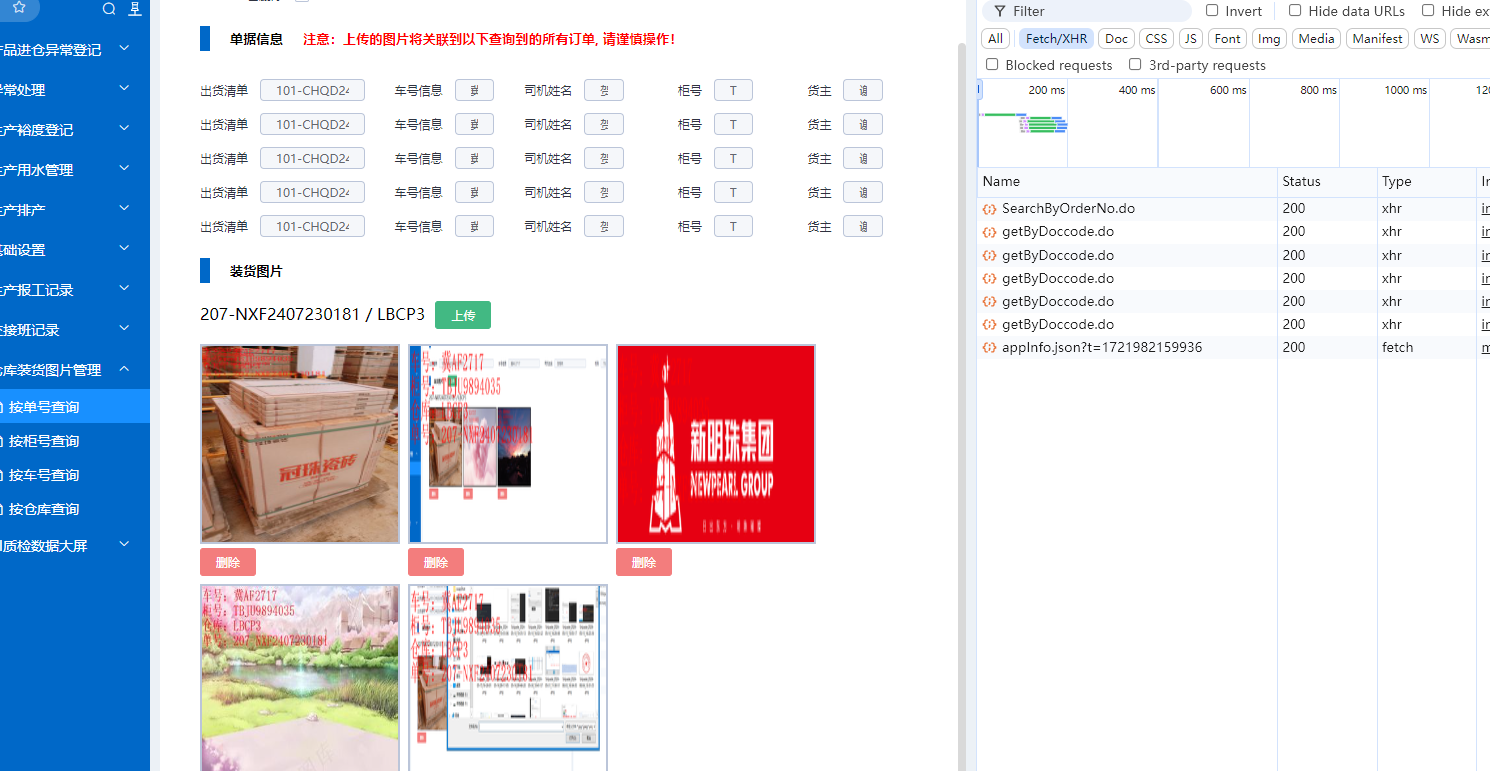 单据信息 注意：上传的图片将关联到以下查询到的所有订单, 请谨慎操作!
出货清单 101-CHQD24 车号信息 司机姓名 柜号 T 货主
出货清单 101-CHQD24 车号信息 司机姓名 柜号 T 货主
出货清单 101-CHQD24 车号信息 司机姓名 柜号 T 货主
出货清单 101-CHQD24 车号信息 司机姓名 柜号 T 货主
出货清单 101-CHQD24 车号信息 司机姓名 柜号 T 货主
装货图片
207-NXF2407230181 / LBCP3 上传
冠珠瓷砖
车号：冀AF2717
柜号：TBJU9894035
仓库：LBCP3
单号：207-NXF2407230181
新明珠集团
NEWPEARL GROUP
删除 删除 删除
车号：冀AF2717
柜号：TBJU9894035
仓库：LBCP3
单号：207-NXF2407230181
车号：冀AF2717
柜号：TBJU9894035
仓库：LBCP3
单号：207-NXF2407230181
产品进仓异常登记
异常处理
生产裕度登记
生产用水管理
生产排产
基础设置
生产报工记录
交接班记录
仓库装货图片管理
按单号查询
按柜号查询
按车号查询
按仓库查询
质检数据大屏
Filter Invert Hide data URLs Hide ex
All Fetch/XHR Doc CSS JS Font Img Media Manifest WS Wasm
Blocked requests 3rd-party requests
200 ms 400 ms 600 ms 800 ms 1000 ms 120
Name Status Type In
SearchByOrderNo.do 200 xhr in
getByDoccode.do 200 xhr in
getByDoccode.do 200 xhr in
getByDoccode.do 200 xhr in
getByDoccode.do 200 xhr in
getByDoccode.do 200 xhr in
appInfo.json?t=1721982159936 200 fetch m